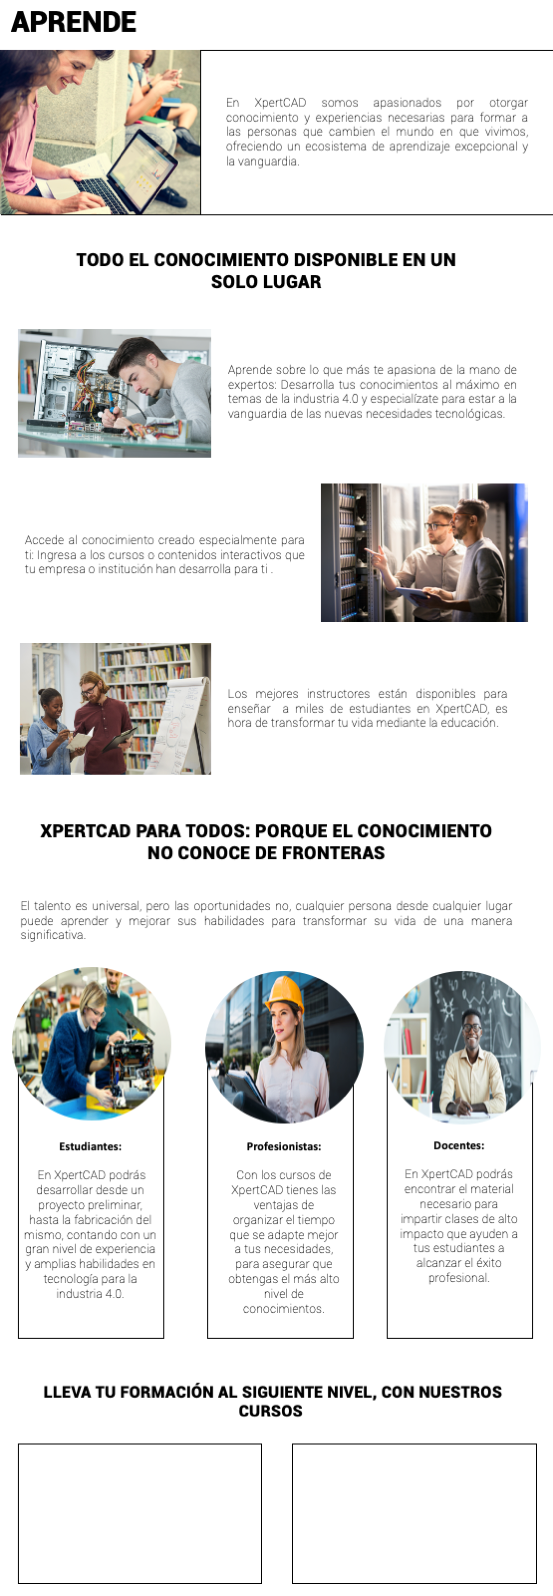 APRENDE
En XpertCAD somos apasionados por otorgar
conocimiento y experiencias necesarias para formar a
las personas que cambien el mundo en que vivimos,
ofreciendo un ecosistema de aprendizaje excepcional y
la vanguardia.
TODO EL CONOCIMIENTO DISPONIBLE EN UN
SOLO LUGAR
Aprende sobre lo que más te apasiona de la mano de
expertos: Desarrolla tus conocimientos al máximo en
temas de la industria 4.0 y especialízate para estar a la
vanguardia de las nuevas necesidades tecnológicas.
Accede al conocimiento creado especialmente para
ti: Ingresa a los cursos o contenidos interactivos que
tu empresa o institución han desarrolla para ti .
Los mejores instructores están disponibles para
enseñar a miles de estudiantes en XpertCAD, es
hora de transformar tu vida mediante la educación.
XPERTCAD PARA TODOS: PORQUE EL CONOCIMIENTO
NO CONOCE DE FRONTERAS
El talento es universal, pero las oportunidades no, cualquier persona desde cualquier lugar
puede aprender y mejorar sus habilidades para transformar su vida de una manera
significativa.
Estudiantes:
En XpertCAD podrás
desarrollar desde un
proyecto preliminar,
hasta la fabricación del
mismo, contando con un
gran nivel de experiencia
y amplias habilidades en
tecnología para la
industria 4.0.
Profesionistas:
Con los cursos de
XpertCAD tienes las
ventajas de
organizar el tiempo
que se adapte mejor
a tus necesidades,
para asegurar que
obtengas el más alto
nivel de
conocimientos.
Docentes:
En XpertCAD podrás
encontrar el material
necesario para
impartir clases de alto
impacto que ayuden a
tus estudiantes a
alcanzar el éxito
profesional.
LLEVA TU FORMACIÓN AL SIGUIENTE NIVEL, CON NUESTROS
CURSOS